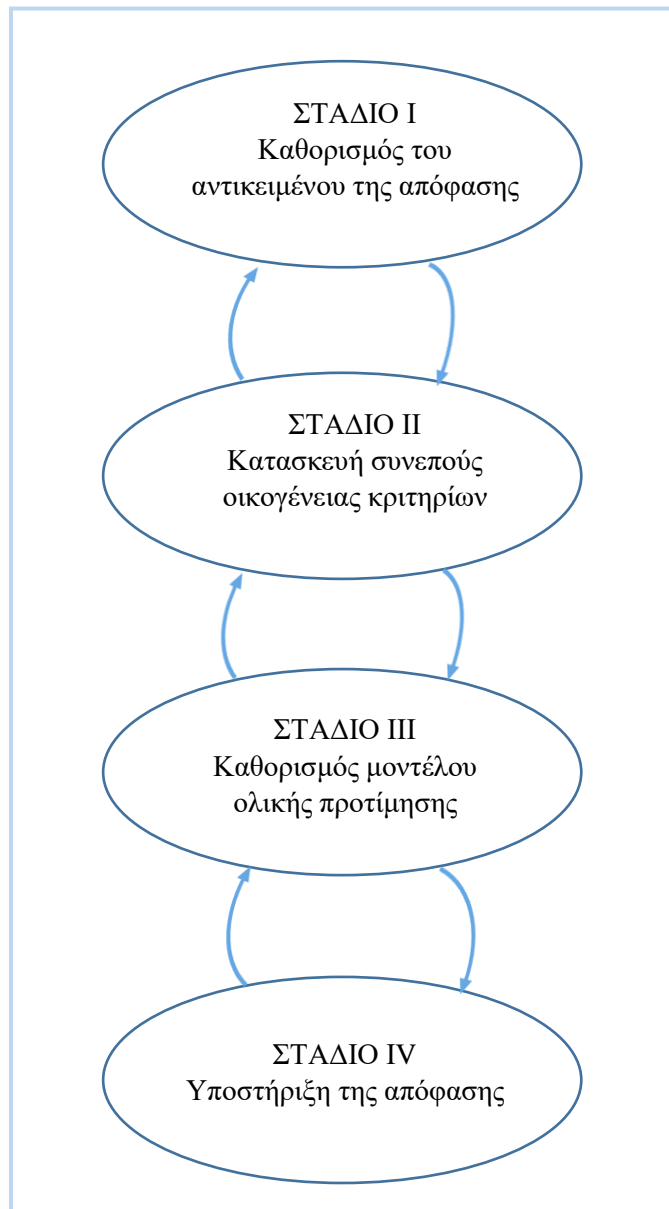 ΣΤΑΔΙΟ Ι
Καθορισμός του
αντικειμένου της απόφασης
ΣΤΑΔΙΟ ΙΙ
Κατασκευή συνεπούς
οικογένειας κριτηρίων
ΣΤΑΔΙΟ ΙΙΙ
Καθορισμός μοντέλου
ολικής προτίμησης
ΣΤΑΔΙΟ IV
Υποστήριξη της απόφασης